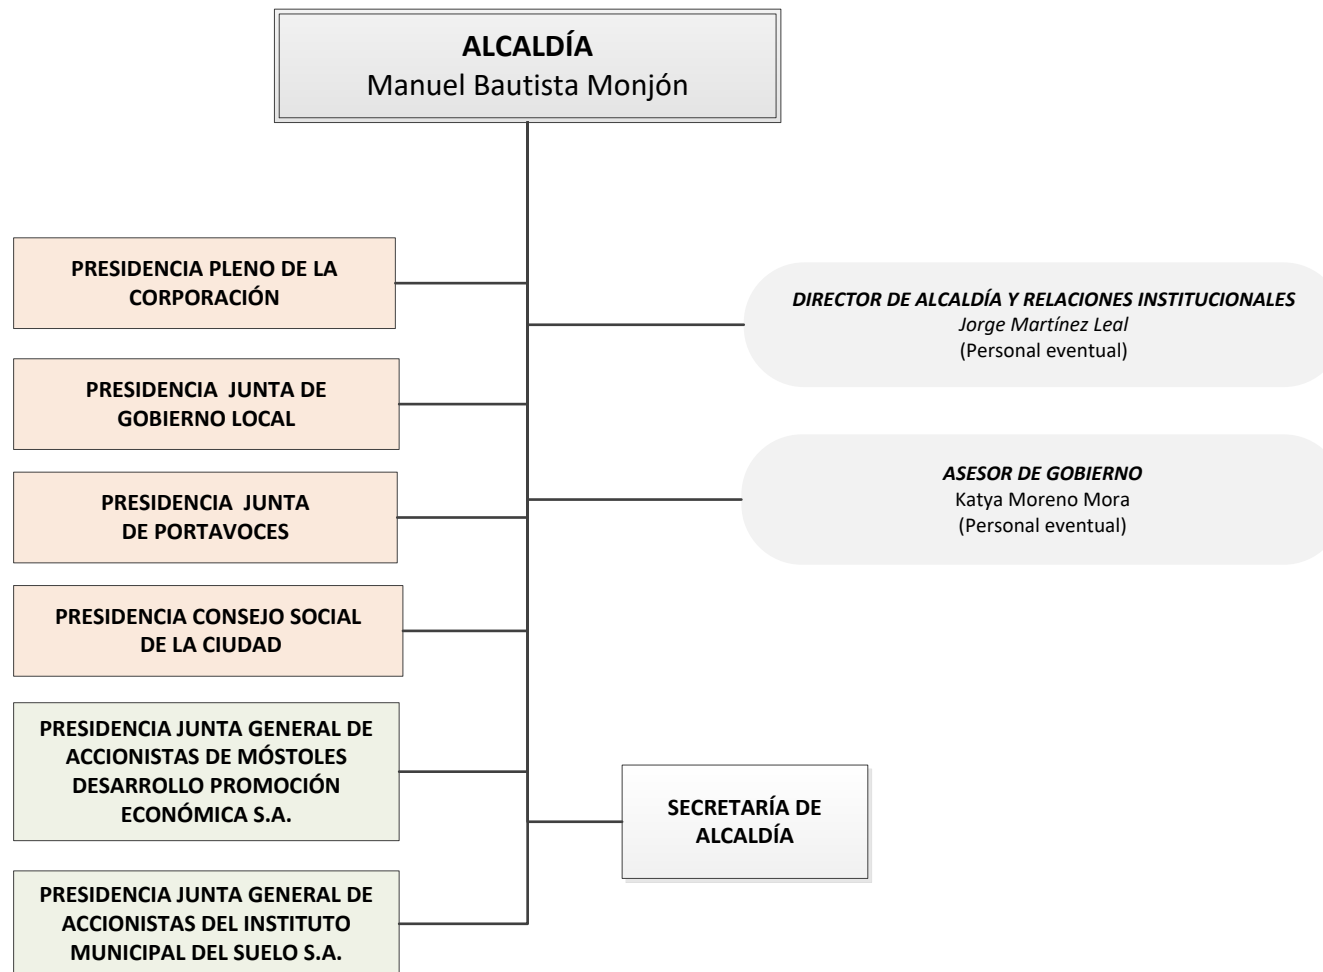 ALCALDÍA
Manuel Bautista Monjón
PRESIDENCIA PLENO DE LA
CORPORACIÓN
DIRECTOR DE ALCALDÍA Y RELACIONES INSTITUCIONALES
Jorge Martínez Leal
(Personal eventual)
PRESIDENCIA JUNTA DE
GOBIERNO LOCAL
ASESOR DE GOBIERNO
Katya Moreno Mora
(Personal eventual)
PRESIDENCIA JUNTA
DE PORTAVOCES
PRESIDENCIA CONSEJO SOCIAL
DE LA CIUDAD
PRESIDENCIA JUNTA GENERAL DE
ACCIONISTAS DE MÓSTOLES
DESARROLLO PROMOCIÓN
ECONÓMICA S.A.
SECRETARÍA DE
ALCALDÍA
PRESIDENCIA JUNTA GENERAL DE
ACCIONISTAS DEL INSTITUTO
MUNICIPAL DEL SUELO S.A.